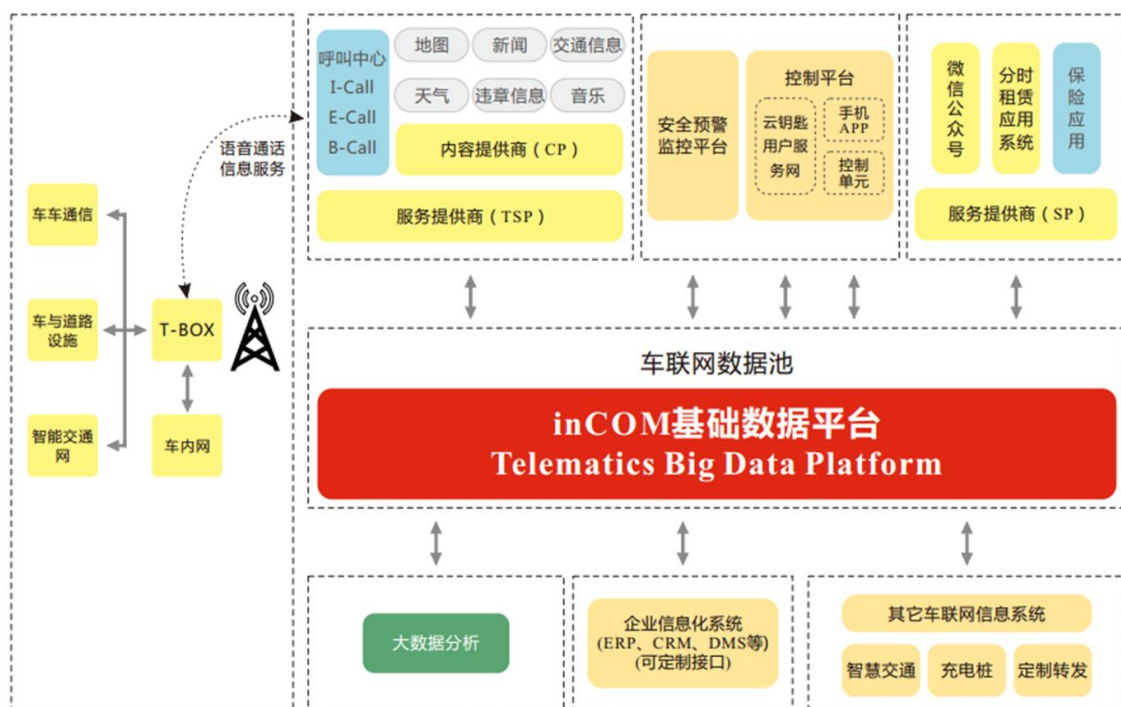 语音通话
信息服务
车车通信
车与道路
设施
T-BOX
智能交通
网
车内网
呼叫中心
I-Call
E-Call
B-Call
地图
新闻
交通信息
天气
违章信息
音乐
内容提供商（CP）
服务提供商（TSP）
安全预警
监控平台
控制平台
云钥匙
用户服
务网
手机
APP
控制
单元
微信公众号
分时
租赁
应用
系统
保险应用
服务提供商（SP）
车联网数据池
inCOM基础数据平台
Telematics Big Data Platform
大数据分析
企业信息化系统
(ERP、CRM、DMS等)
(可定制接口)
其它车联网信息系统
智慧交通
充电桩
定制转发